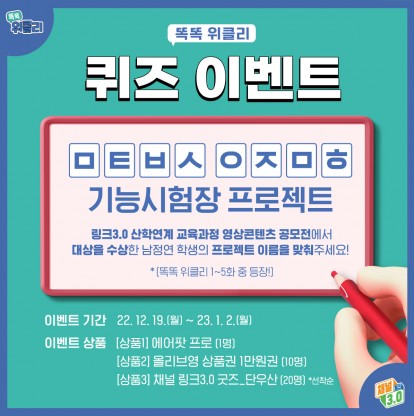 똑똑
위클리
똑똑 위클리
퀴즈 이벤트
ㅁㅌㅂㅅ ㅇㅈㅁㅎ
기능시험장 프로젝트
링크3.0 산학연계 교육과정 영상콘텐츠 공모전에서
대상을 수상한 남정연 학생의 프로젝트 이름을 맞춰주세요!
* (똑똑 위클리 1~5화 중 등장!)
이벤트 기간 22. 12. 19.(월) ~ 23. 1. 2.(월)
이벤트 상품 [상품1] 에어팟 프로 (1명)
[상품2] 올리브영 상품권 1만원권 (10명)
[상품3] 채널 링크3.0 굿즈_단우산 (20명) *선착순
채널
3.0